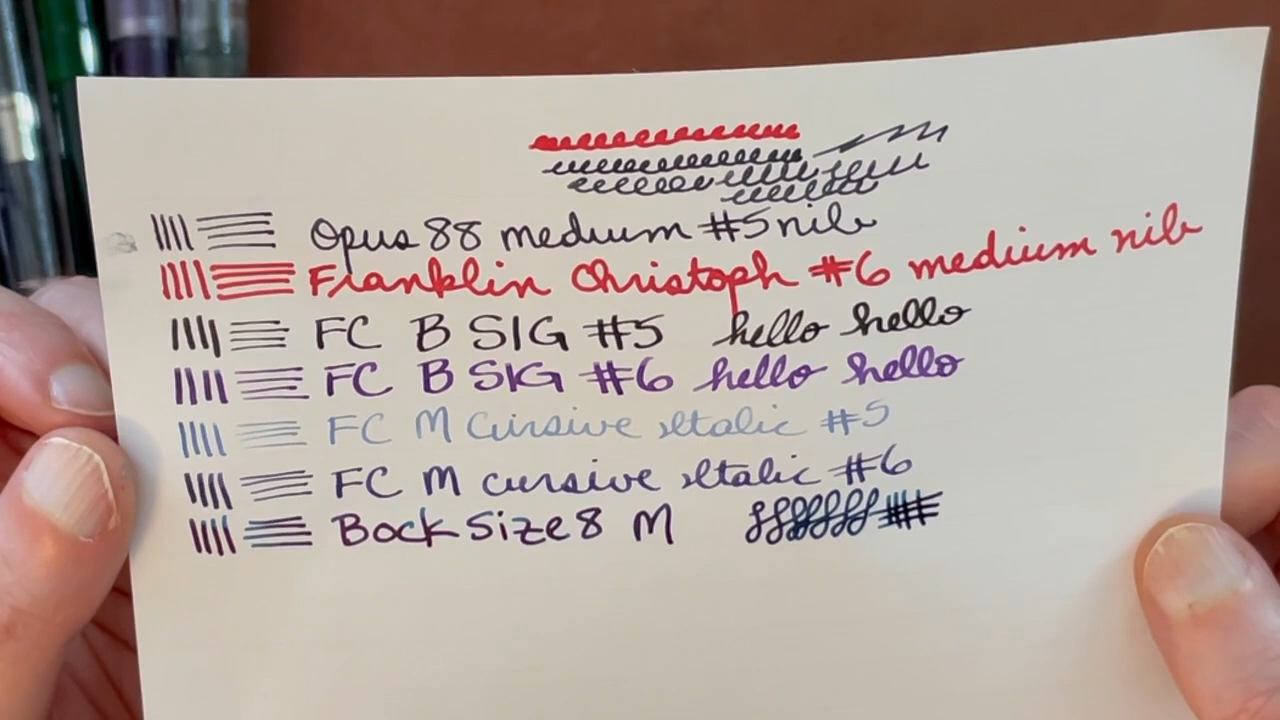 Opus 88 medium #5 nib
Franklin Christoph #6 medium nib
FC B SIG #5 hello hello
FC B SIG #6 hello hello
FC M Cursive Italic #5
FC M cursive Italic #6
Bock Size 8 M